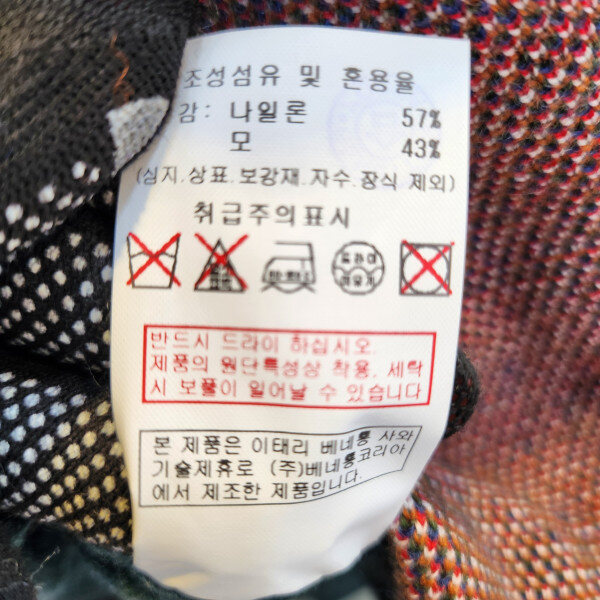 조성섬유 및 혼용율
감: 나일론 57%
모 43%
(심지.상표.보강재.자수.장식 제외)
취급주의표시
반드시 드라이 하십시오.
제품의 원단특성상 착용, 세탁
시 보풀이 일어날 수 있습니다
본 제품은 이태리 베네통 사와
기술제휴로 (주)베네통코리아
에서 제조한 제품입니다.